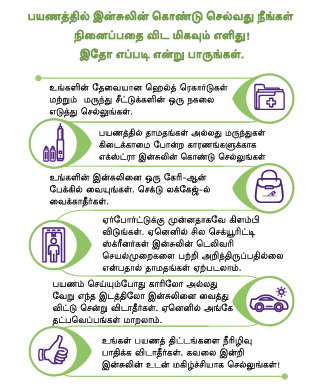 பயணத்தில் இன்சுலின் கொண்டு செல்வது நீங்கள்
நினைப்பதை விட மிகவும் எளிது!
இதோ எப்படி என்று பாருங்கள்.
உங்களின் தேவையான ஹெல்த் ரெகார்டுகள்
மற்றும் மருந்து சீட்டுக்களின் ஒரு நகலை
எடுத்து செல்லுங்கள்.
பயணத்தில் தாமதங்கள் அல்லது மருந்துகள்
கிடைக்காமை போன்ற காரணங்களுக்காக
எக்ஸ்ட்ரா இன்சுலின் கொண்டு செல்லுங்கள்
உங்களின் இன்சுலினை ஒரு கேரி-ஆன்
பேக்கில் வையுங்கள். செக்டு லக்கேஜ்-ல்
வைக்காதீர்கள்.
ஏர்போர்ட்டுக்கு முன்னதாகவே கிளம்பி
விடுங்கள். ஏனெனில் சில செக்யூரிட்டி
ஸ்க்ரீனர்கள் இன்சுலின் டெலிவரி
செயல்முறைகளை பற்றி அறிந்திருப்பதில்லை
என்பதால் தாமதங்கள் ஏற்படலாம்.
பயணம் செய்யும்போது காரிலோ அல்லது
வேறு எந்த இடத்திலோ இன்சுலினை வைத்து
விட்டு சென்று விடாதீர்கள். ஏனெனில் அங்கே
தட்பவெப்பங்கள் மாறலாம்.
உங்கள் பயணத் திட்டங்களை நீரிழிவு
பாதிக்க விடாதீர்கள். கவலை இன்றி
இன்சுலின் உடன் மகிழ்ச்சியாக செல்லுங்கள்!